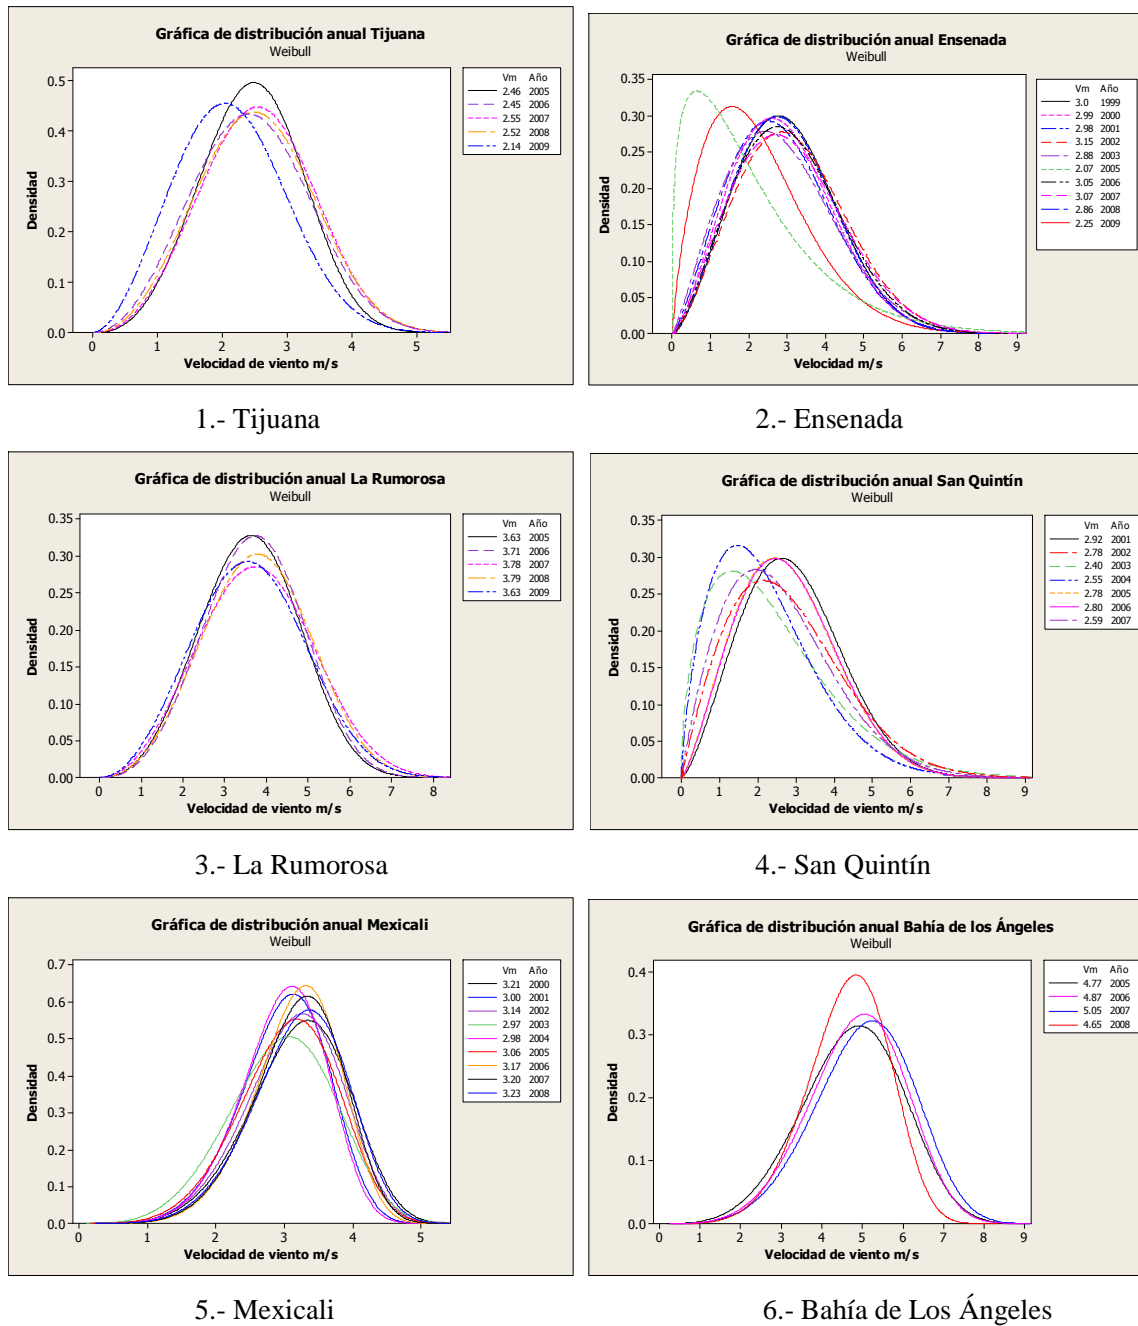 Gráfica de distribución anual Tijuana
Weibull
Densidad
0.5
0.4
0.3
0.2
0.1
0.0
0 1 2 3 4 5
Velocidad de viento m/s
Vm Año
2.46 2005
2.45 2006
2.55 2007
2.52 2008
2.14 2009
1.- Tijuana
Gráfica de distribución anual Ensenada
Weibull
Densidad
0.35
0.30
0.25
0.20
0.15
0.10
0.05
0.00
0 1 2 3 4 5 6 7 8 9
Velocidad m/s
Vm Año
3.0 1999
2.99 2000
2.98 2001
3.15 2002
2.88 2003
2.07 2005
3.05 2006
3.07 2007
2.86 2008
2.25 2009
2.- Ensenada
Gráfica de distribución anual La Rumorosa
Weibull
Densidad
0.35
0.30
0.25
0.20
0.15
0.10
0.05
0.00
0 1 2 3 4 5 6 7 8
Velocidad de viento m/s
Vm Año
3.63 2005
3.71 2006
3.78 2007
3.79 2008
3.63 2009
3.- La Rumorosa
Gráfica de distribución anual San Quintín
Weibull
Densidad
0.35
0.30
0.25
0.20
0.15
0.10
0.05
0.00
0 1 2 3 4 5 6 7 8 9
Velocidad de viento m/s
Vm Año
2.92 2001
2.78 2002
2.40 2003
2.55 2004
2.78 2005
2.80 2006
2.59 2007
4.- San Quintín
Gráfica de distribución anual Mexicali
Weibull
Densidad
0.7
0.6
0.5
0.4
0.3
0.2
0.1
0.0
0 1 2 3 4 5
Velocidad de viento m/s
Vm Año
3.21 2000
3.00 2001
3.14 2002
2.97 2003
2.98 2004
3.06 2005
3.17 2006
3.20 2007
3.23 2008
5.- Mexicali
Gráfica de distribución anual Bahía de los Ángeles
Weibull
Densidad
0.4
0.3
0.2
0.1
0.0
0 1 2 3 4 5 6 7 8 9
Velocidad de viento m/s
Vm Año
4.77 2005
4.87 2006
5.05 2007
4.65 2008
6.- Bahía de Los Ángeles